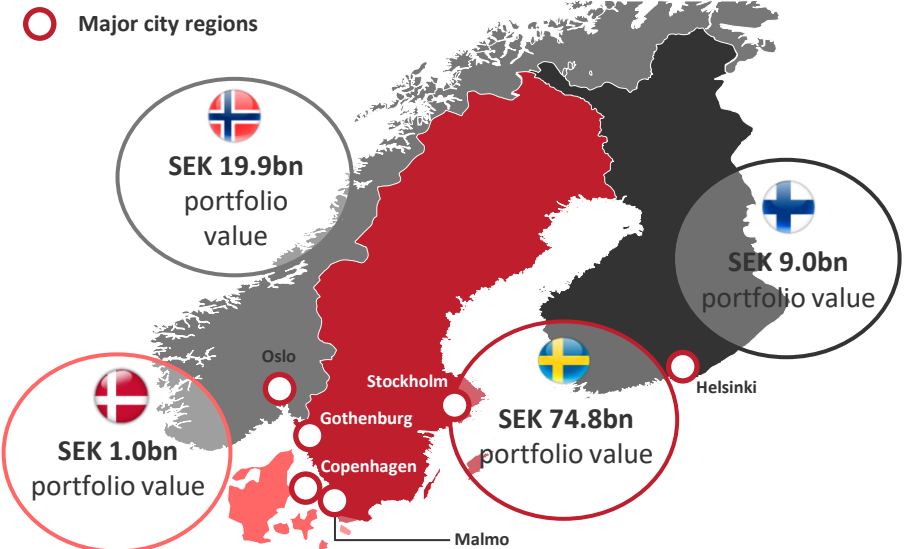 Major city regions
SEK 19.9bn
portfolio
value
SEK 9.0bn
portfolio value
Oslo
Stockholm
Helsinki
Gothenburg
SEK 74.8bn
portfolio value
SEK 1.0bn
portfolio value
Copenhagen
Malmo